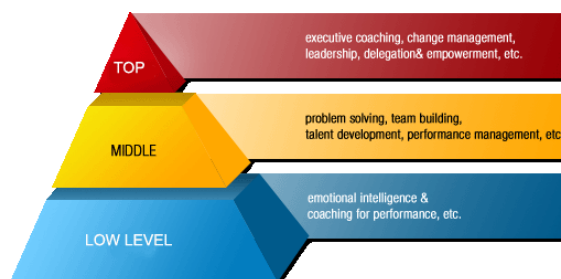 TOP
executive coaching, change management,
leadership, delegation& empowerment, etc.
MIDDLE
problem solving, team building,
talent development, performance management, etc
LOW LEVEL
emotional intelligence &
coaching for performance, etc.